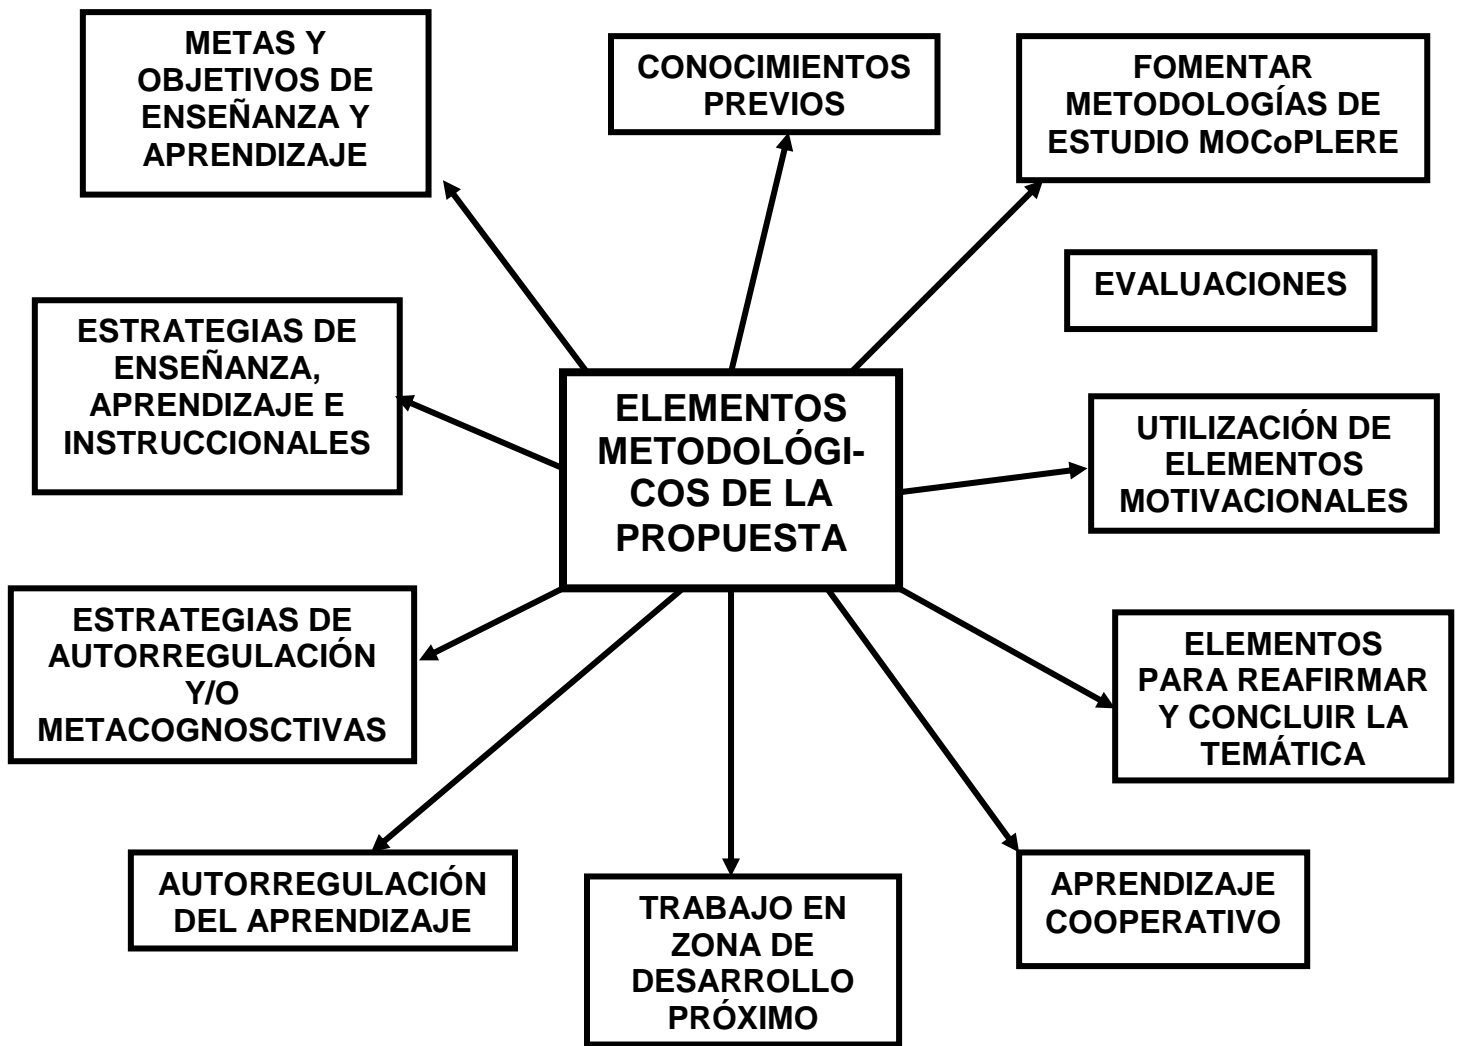 METAS Y
OBJETIVOS DE
ENSEÑANZA Y
APRENDIZAJE
CONOCIMIENTOS
PREVIOS
FOMENTAR
METODOLOGÍAS DE
ESTUDIO MOCoPLERE
EVALUACIONES
ESTRATEGIAS DE
ENSEÑANZA,
APRENDIZAJE E
INSTRUCCIONALES
ELEMENTOS
METODOLÓGI-
COS DE LA
PROPUESTA
UTILIZACIÓN DE
ELEMENTOS
MOTIVACIONALES
ESTRATEGIAS DE
AUTORREGULACIÓN
Y/O
METACOGNOSCTIVAS
ELEMENTOS
PARA REAFIRMAR
Y CONCLUIR LA
TEMÁTICA
AUTORREGULACIÓN
DEL APRENDIZAJE
TRABAJO EN
ZONA DE
DESARROLLO
PRÓXIMO
APRENDIZAJE
COOPERATIVO